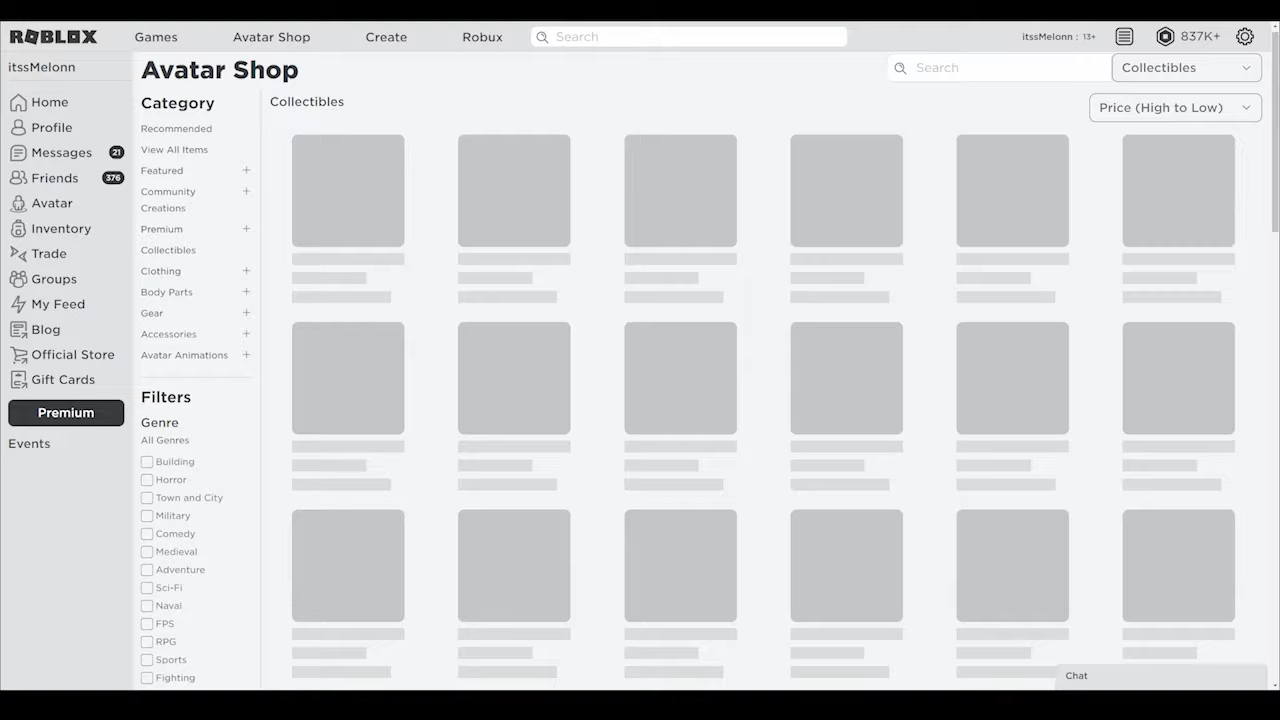 ROBLOX
Games
Avatar Shop
Create
Robux
Search
itssMelonn : 13+
837K+
itssMelonn
Home
Profile
Messages 21
Friends 376
Avatar
Inventory
Trade
Groups
My Feed
Blog
Official Store
Gift Cards
Premium
Events
Avatar Shop
Search
Collectibles
Category
Recommended
View All Items
Featured +
Community +
Creations
Premium +
Collectibles
Clothing +
Body Parts +
Gear +
Accessories +
Avatar Animations +
Filters
Genre
All Genres
Building
Horror
Town and City
Military
Comedy
Medieval
Adventure
Sci-Fi
Naval
FPS
RPG
Sports
Fighting
Collectibles
Price (High to Low)
Chat